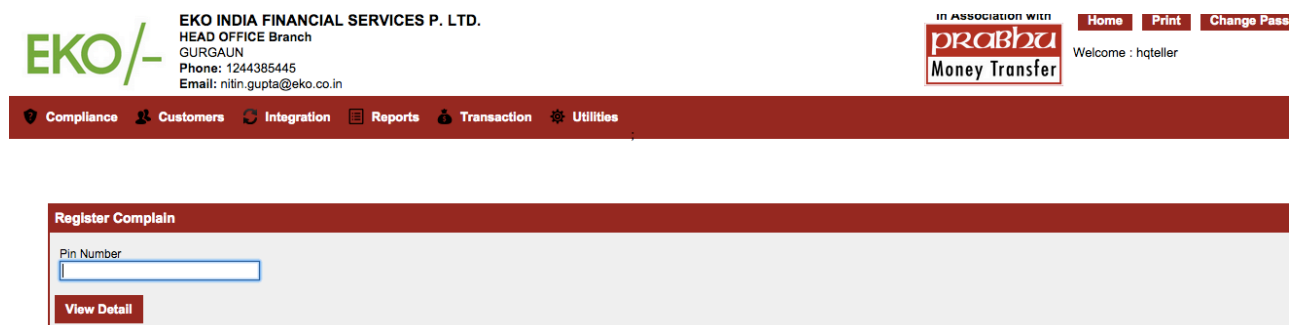 EKO/-
EKO INDIA FINANCIAL SERVICES P. LTD.
HEAD OFFICE Branch
GURGAUN
Phone: 1244385445
Email: nitin.gupta@eko.co.in
In Association with
PRABHU
Money Transfer
Home Print Change Pass
Welcome : hqteller
Compliance Customers Integration Reports Transaction Utilities
;
Register Complain
Pin Number
View Detail